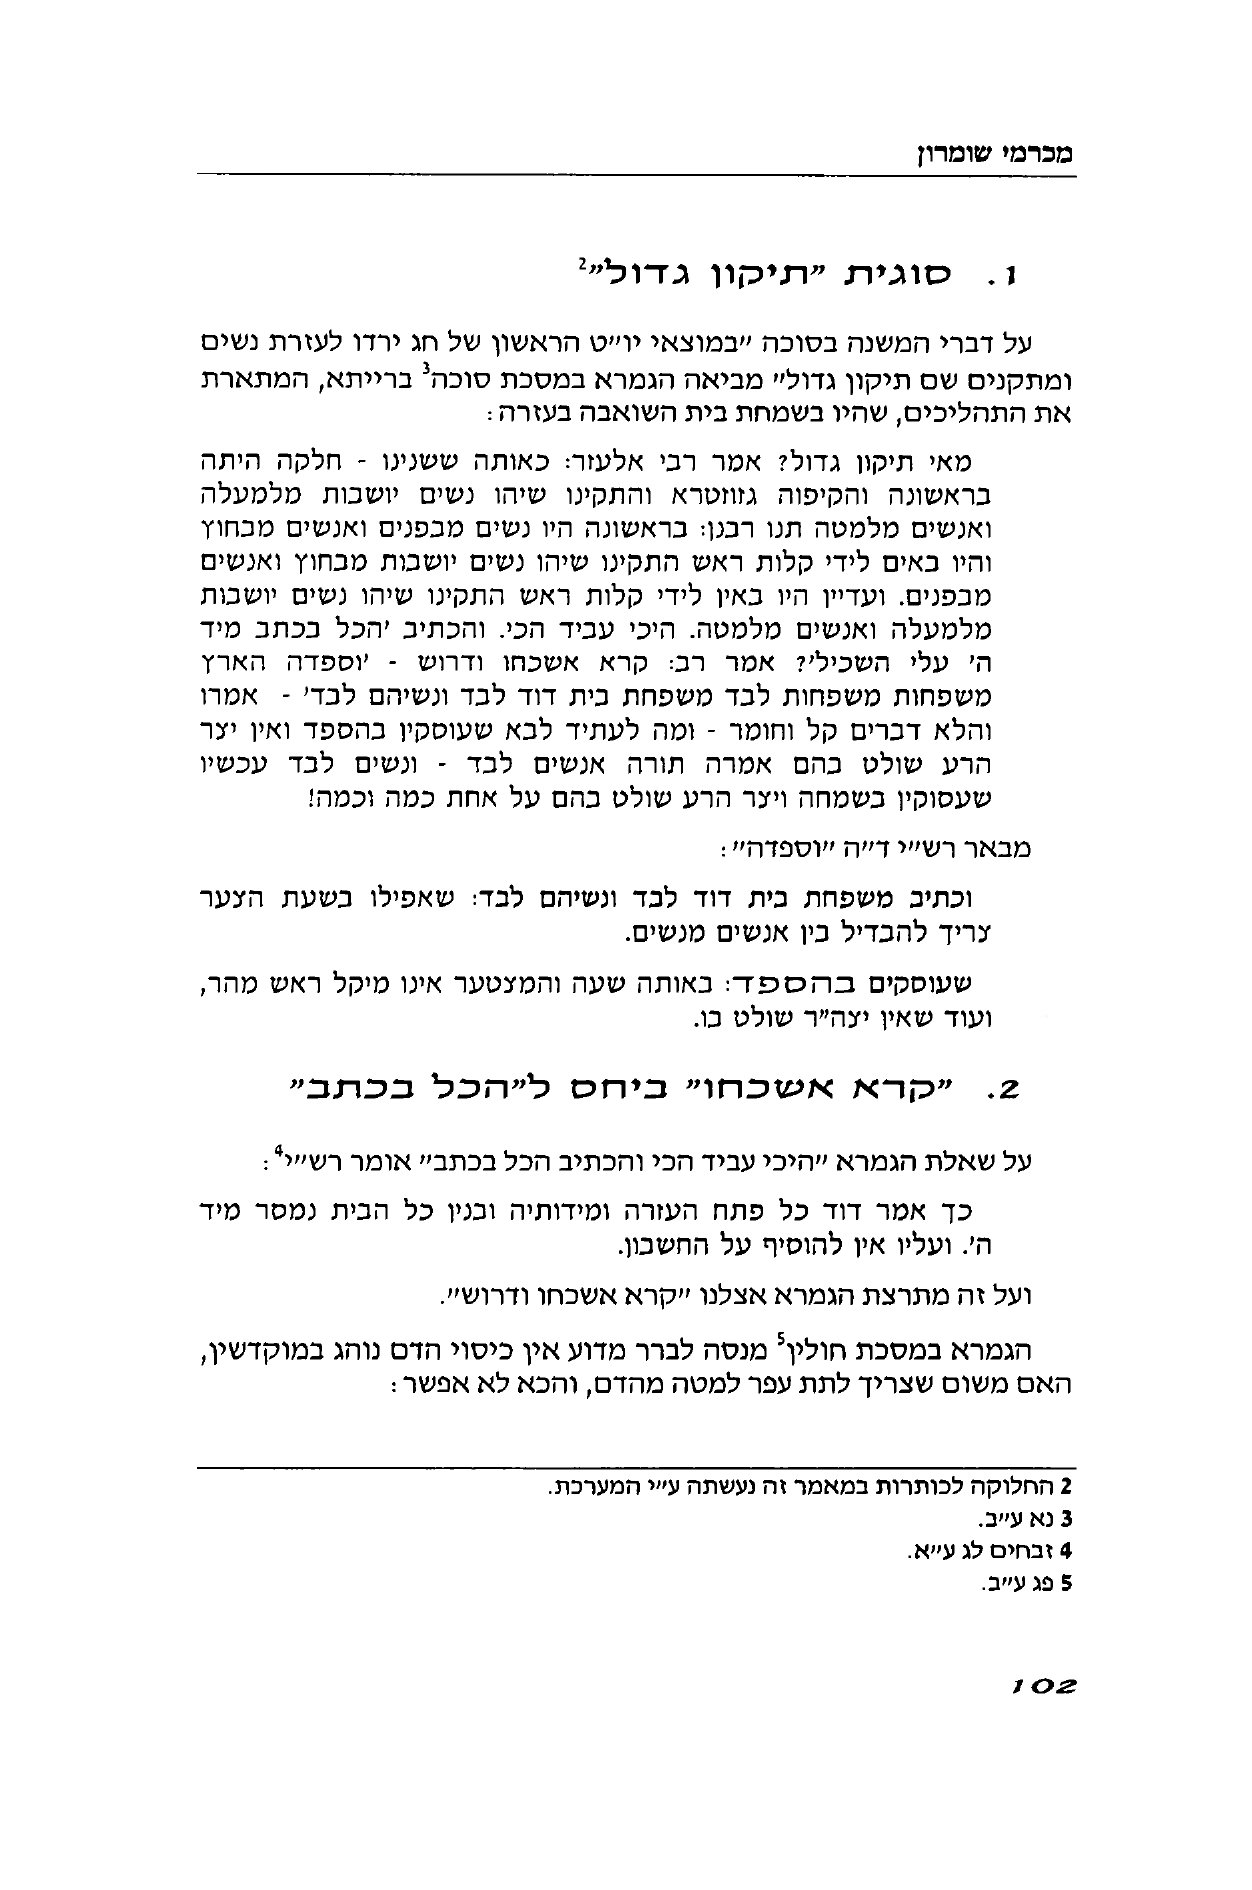 מכרמי שומרון
1. סוגית "תיקון גדול"2
על דברי המשנה בסוכה "במוצאי יו"ט הראשון של חג ירדו לעזרת נשים
ומתקנים שם תיקון גדול" מביאה הגמרא במסכת סוכה3 ברייתא, המתארת
את התהליכים, שהיו בשמחת בית השואבה בעזרה:
מאי תיקון גדול? אמר רבי אלעזר: כאותה ששנינו - חלקה היתה
בראשונה והקיפוה גזוזטרא והתקינו שיהו נשים יושבות מלמעלה
ואנשים מלמטה תנו רבנן: בראשונה היו נשים מבפנים ואנשים מבחוץ
והיו באים לידי קלות ראש התקינו שיהו נשים יושבות מבחוץ ואנשים
מבפנים. ועדיין היו באין לידי קלות ראש התקינו שיהו נשים יושבות
מלמעלה ואנשים מלמטה. היכי עביד הכי. והכתיב 'הכל בכתב מיד
ה' עלי השכיל'? אמר רב: קרא אשכחו ודרוש - 'וספדה הארץ
משפחות משפחות לבד משפחת בית דוד לבד ונשיהם לבד' - אמרו
והלא דברים קל וחומר - ומה לעתיד לבא שעוסקין בהספד ואין יצר
הרע שולט בהם אמרה תורה אנשים לבד - ונשים לבד עכשיו
שעסוקין בשמחה ויצר הרע שולט בהם על אחת כמה וכמה!
מבאר רש"י ד"ה "וספדה":
וכתיב משפחת בית דוד לבד ונשיהם לבד: שאפילו בשעת הצער
צריך להבדיל בין אנשים מנשים.
שעוסקים בהספד: באותה שעה והמצטער אינו מיקל ראש מהר,
ועוד שאין יצה"ר שולט בו.
2. "קרא אשכחו" ביחס ל"הכל בכתב"
על שאלת הגמרא "היכי עביד הכי והכתיב הכל בכתב" אומר רש"י4:
כך אמר דוד כל פתח העזרה ומידותיה ובנין כל הבית נמסר מיד
ה'. ועליו אין להוסיף על החשבון.
ועל זה מתרצת הגמרא אצלנו "קרא אשכחו ודרוש".
הגמרא במסכת חולין5 מנסה לברר מדוע אין כיסוי הדם נוהג במוקדשין,
האם משום שצריך לתת עפר למטה מהדם, והכא לא אפשר:
2 החלוקה לכותרות במאמר זה נעשתה ע"י המערכת.
3 נא ע"ב.
4 זבחים לג ע"א.
5 פג ע"ב.
102